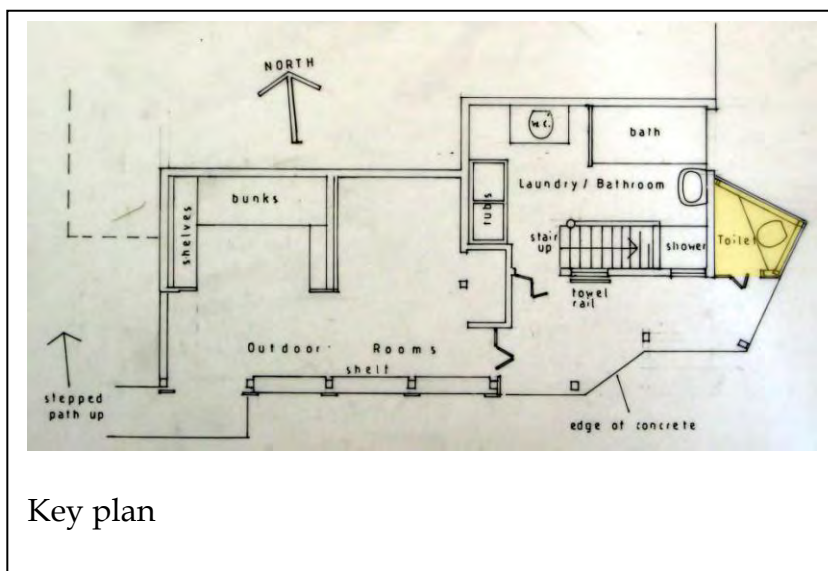 NORTH
W.C.
bath
Laundry / Bathroom
bunks
tubs
shelves
stair
up
shower
Toilet
towel
rail
Outdoor Rooms
shelf
stepped
path up
edge of concrete
Key plan